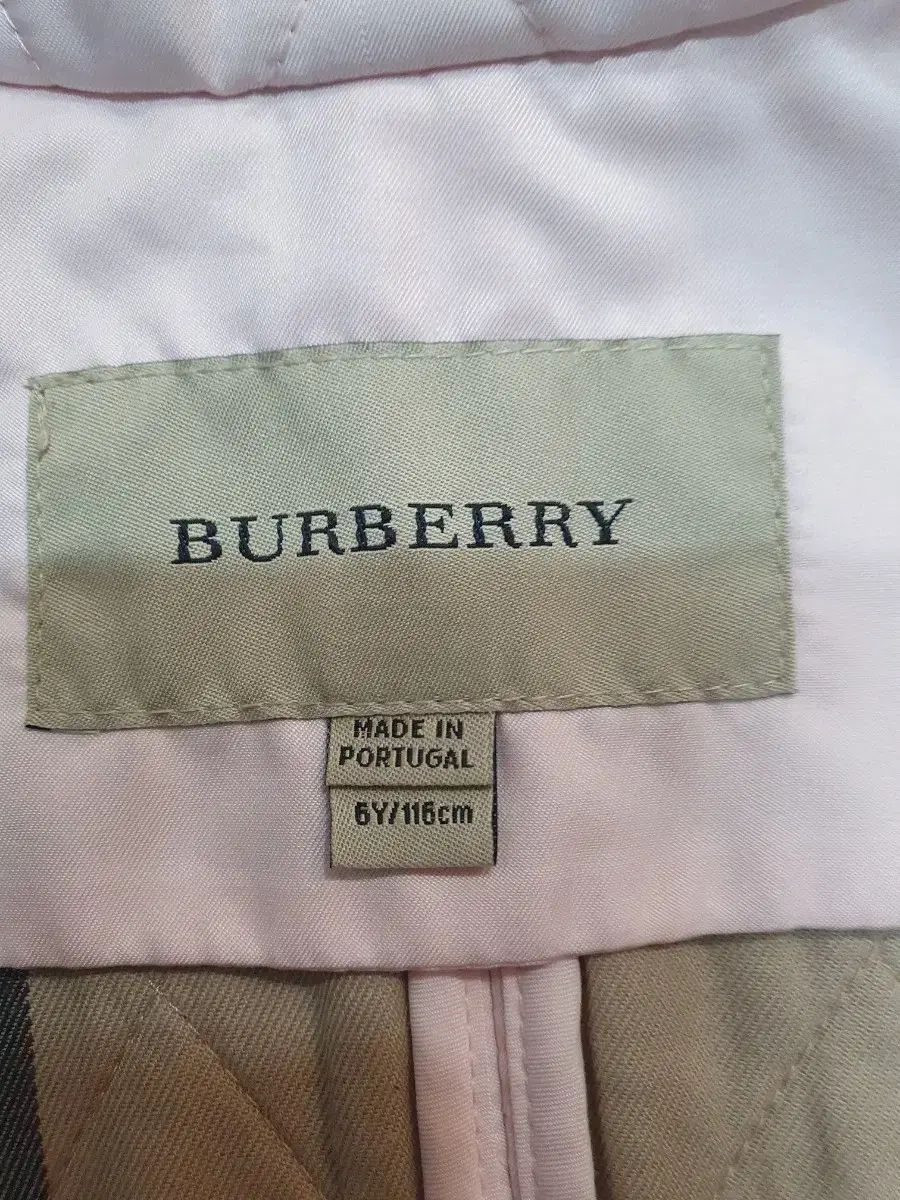 BURBERRY
MADE IN
PORTUGAL
6Y/116cm